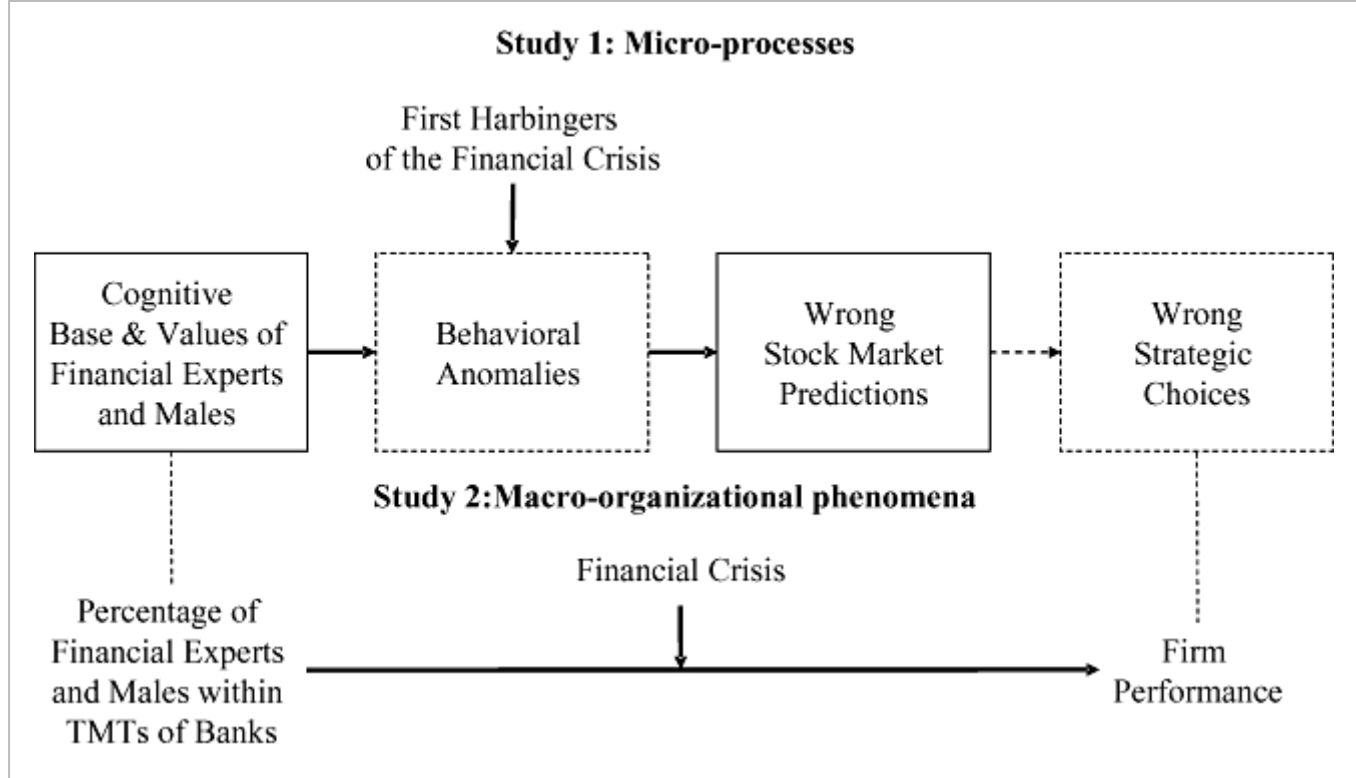 Study 1: Micro-processes
First Harbingers
of the Financial Crisis
Cognitive
Base & Values of
Financial Experts
and Males
Behavioral
Anomalies
Wrong
Stock Market
Predictions
Wrong
Strategic
Choices
Study 2:Macro-organizational phenomena
Financial Crisis
Percentage of
Financial Experts
and Males within
TMTs of Banks
Firm
Performance